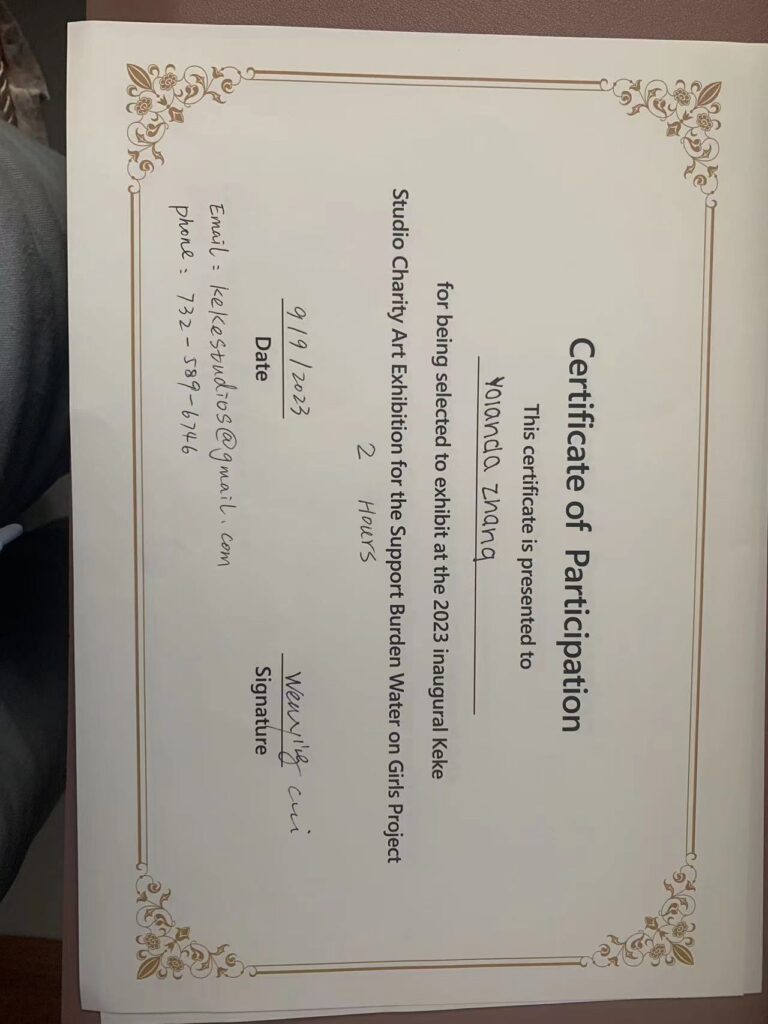 Certificate of Participation
This certificate is presented to
Yolanda Zhang
for being selected to exhibit at the 2023 inaugural Keke
Studio Charity Art Exhibition for the Support Burden Water on Girls Project
2 Hours
9/9/2023 Wenying Cui
Date Signature
Email: kekestudios@gmail.com
phone: 732-589-6746